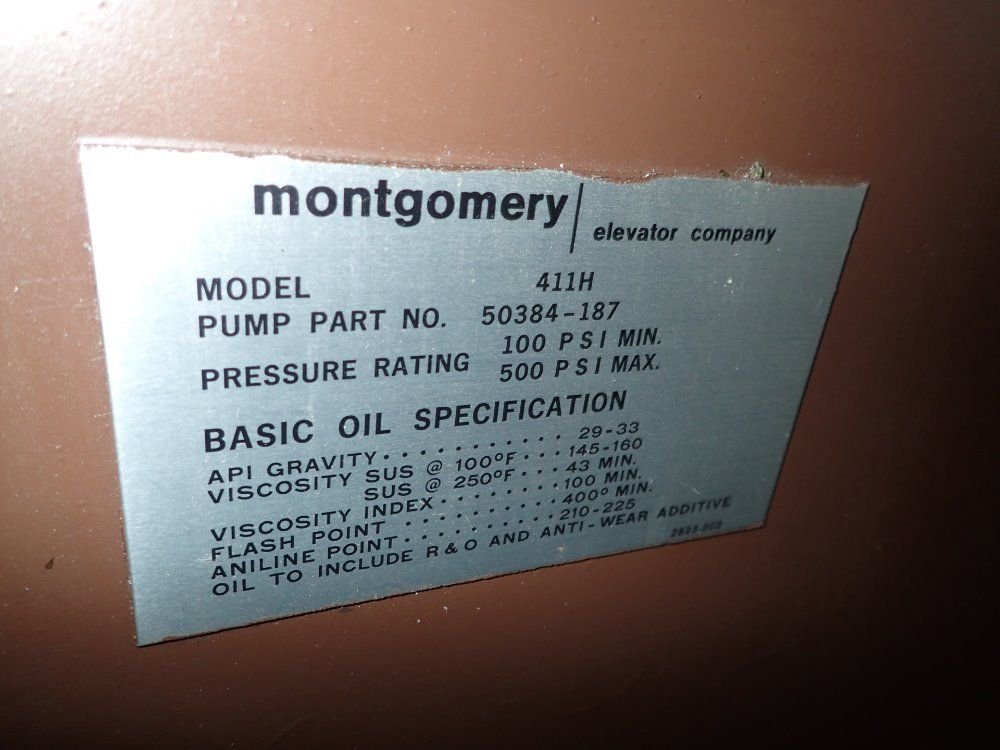 montgomery
elevator company
MODEL 411H
PUMP PART NO. 50384-187
PRESSURE RATING 100 PSI MIN.
500 PSI MAX.
BASIC OIL SPECIFICATION
API GRAVITY.......... 29-33
VISCOSITY SUS @ 100°F...145-160
SUS @ 250°F...43 MIN.
VISCOSITY INDEX........100 MIN.
FLASH POINT ..........400° MIN.
ANILINE POINT..........210-225
OIL TO INCLUDE R&O AND ANTI-WEAR ADDITIVE